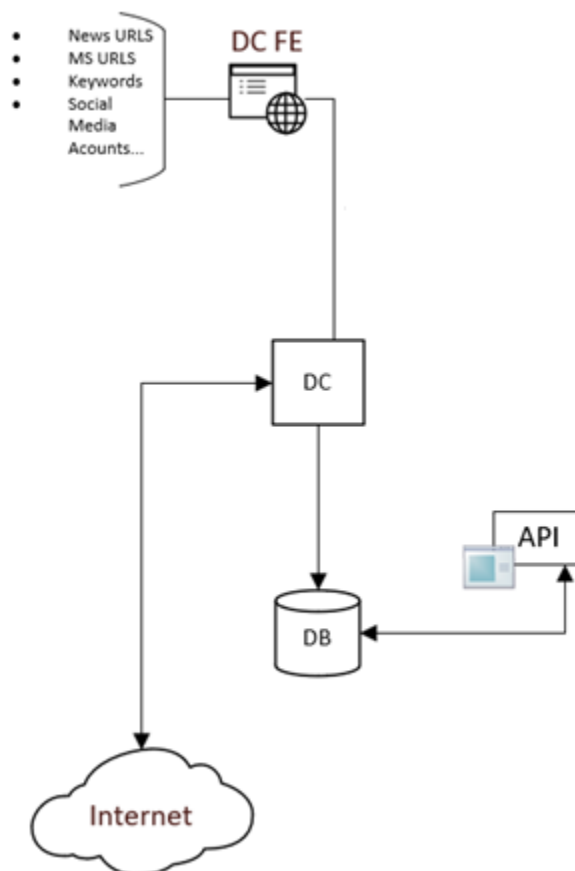 News URLS
MS URLS
Keywords
Social
Media
Acounts...
DC FE
DC
API
DB
Internet